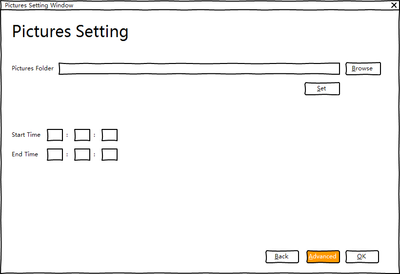 Pictures Setting Window
Pictures Setting
Pictures Folder
Browse
Set
Start Time : :
End Time : :
Back Advanced OK